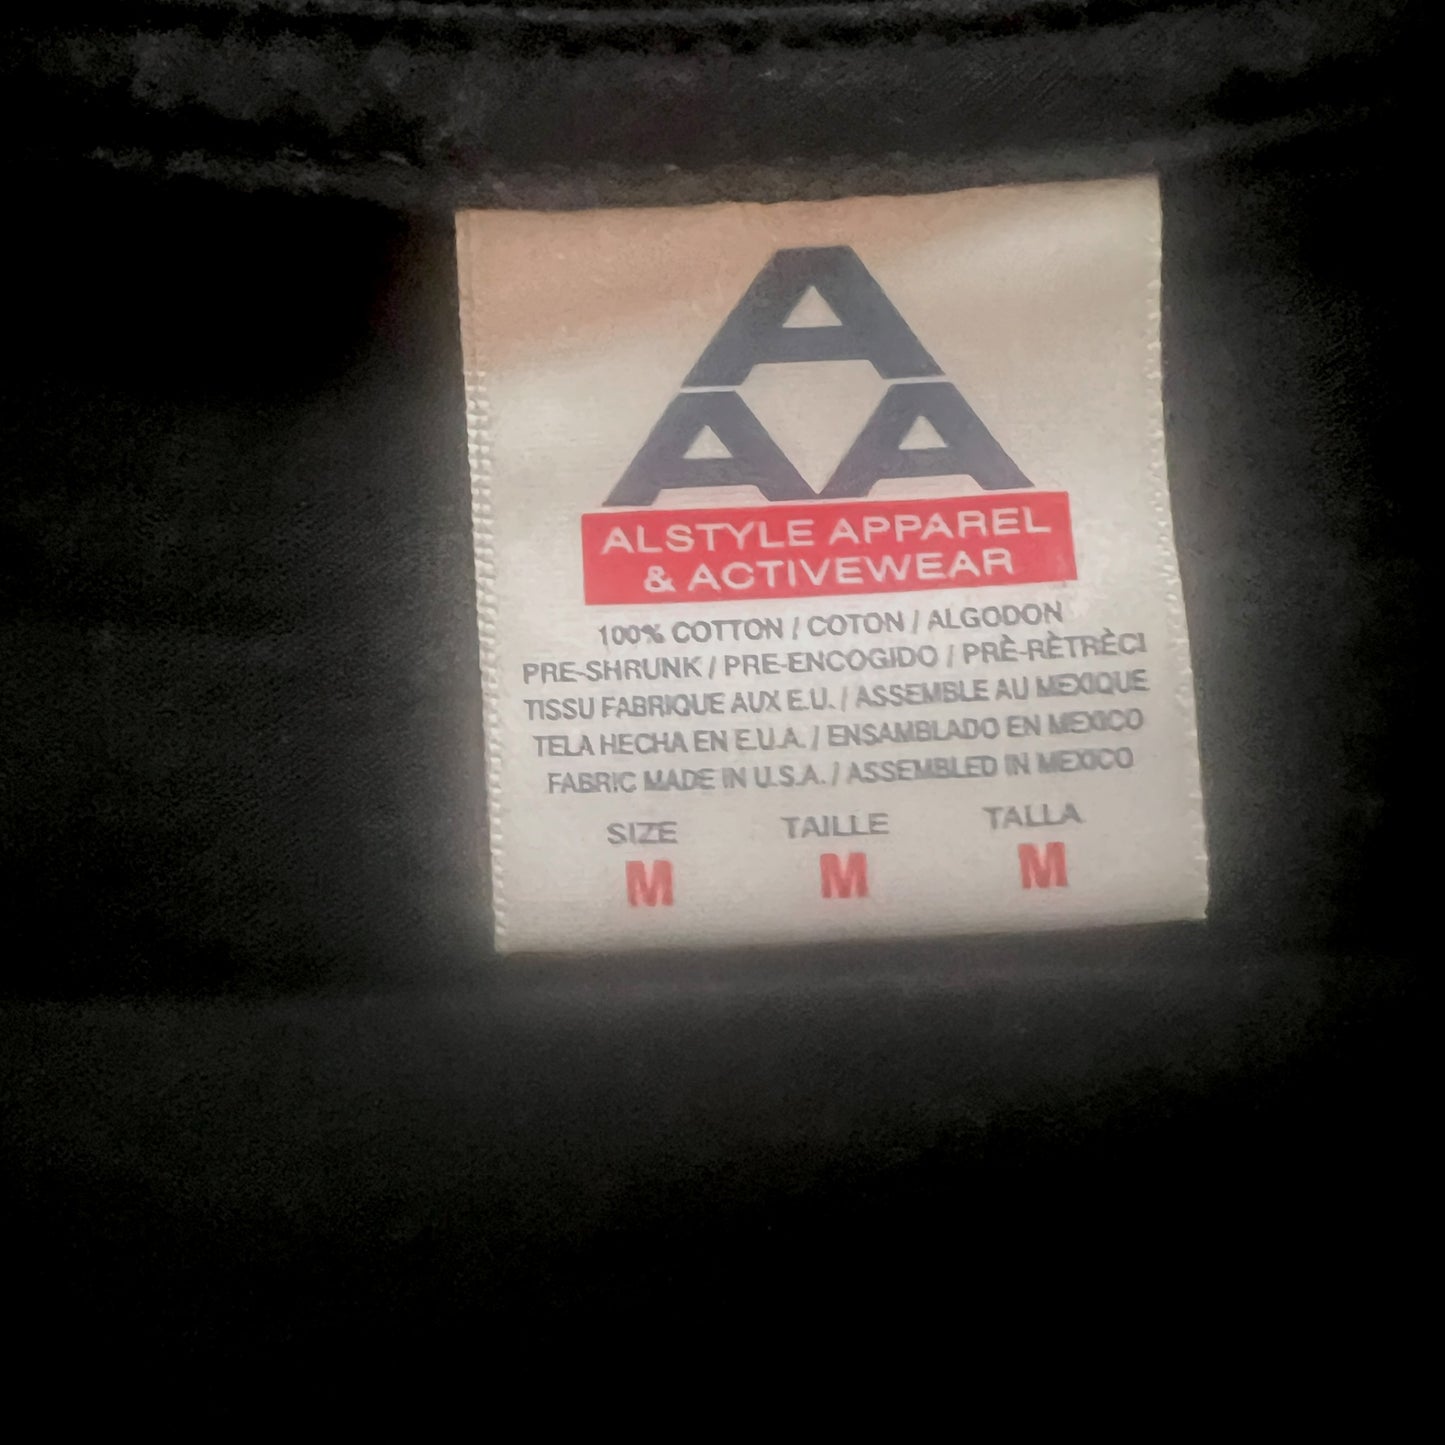 A
A A
ALSTYLE APPAREL
& ACTIVEWEAR
100% COTTON / COTON / ALGODON
PRE-SHRUNK / PRE-ENCOGIDO / PRÈ-RÈTRÈCI
TISSU FABRIQUE AUX E.U. / ASSEMBLE AU MEXIQUE
TELA HECHA EN E.U.A. / ENSAMBLADO EN MEXICO
FABRIC MADE IN U.S.A. / ASSEMBLED IN MEXICO
SIZE TAILLE TALLA
M M M